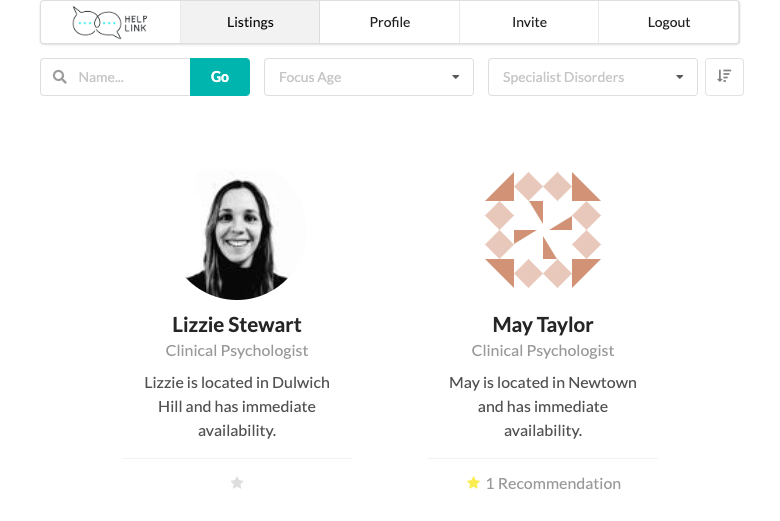 HELP
LINK
Listings
Profile
Invite
Logout
Name...
Go
Focus Age
Specialist Disorders
Lizzie Stewart
Clinical Psychologist
Lizzie is located in Dulwich
Hill and has immediate
availability.
May Taylor
Clinical Psychologist
May is located in Newtown
and has immediate
availability.
1 Recommendation